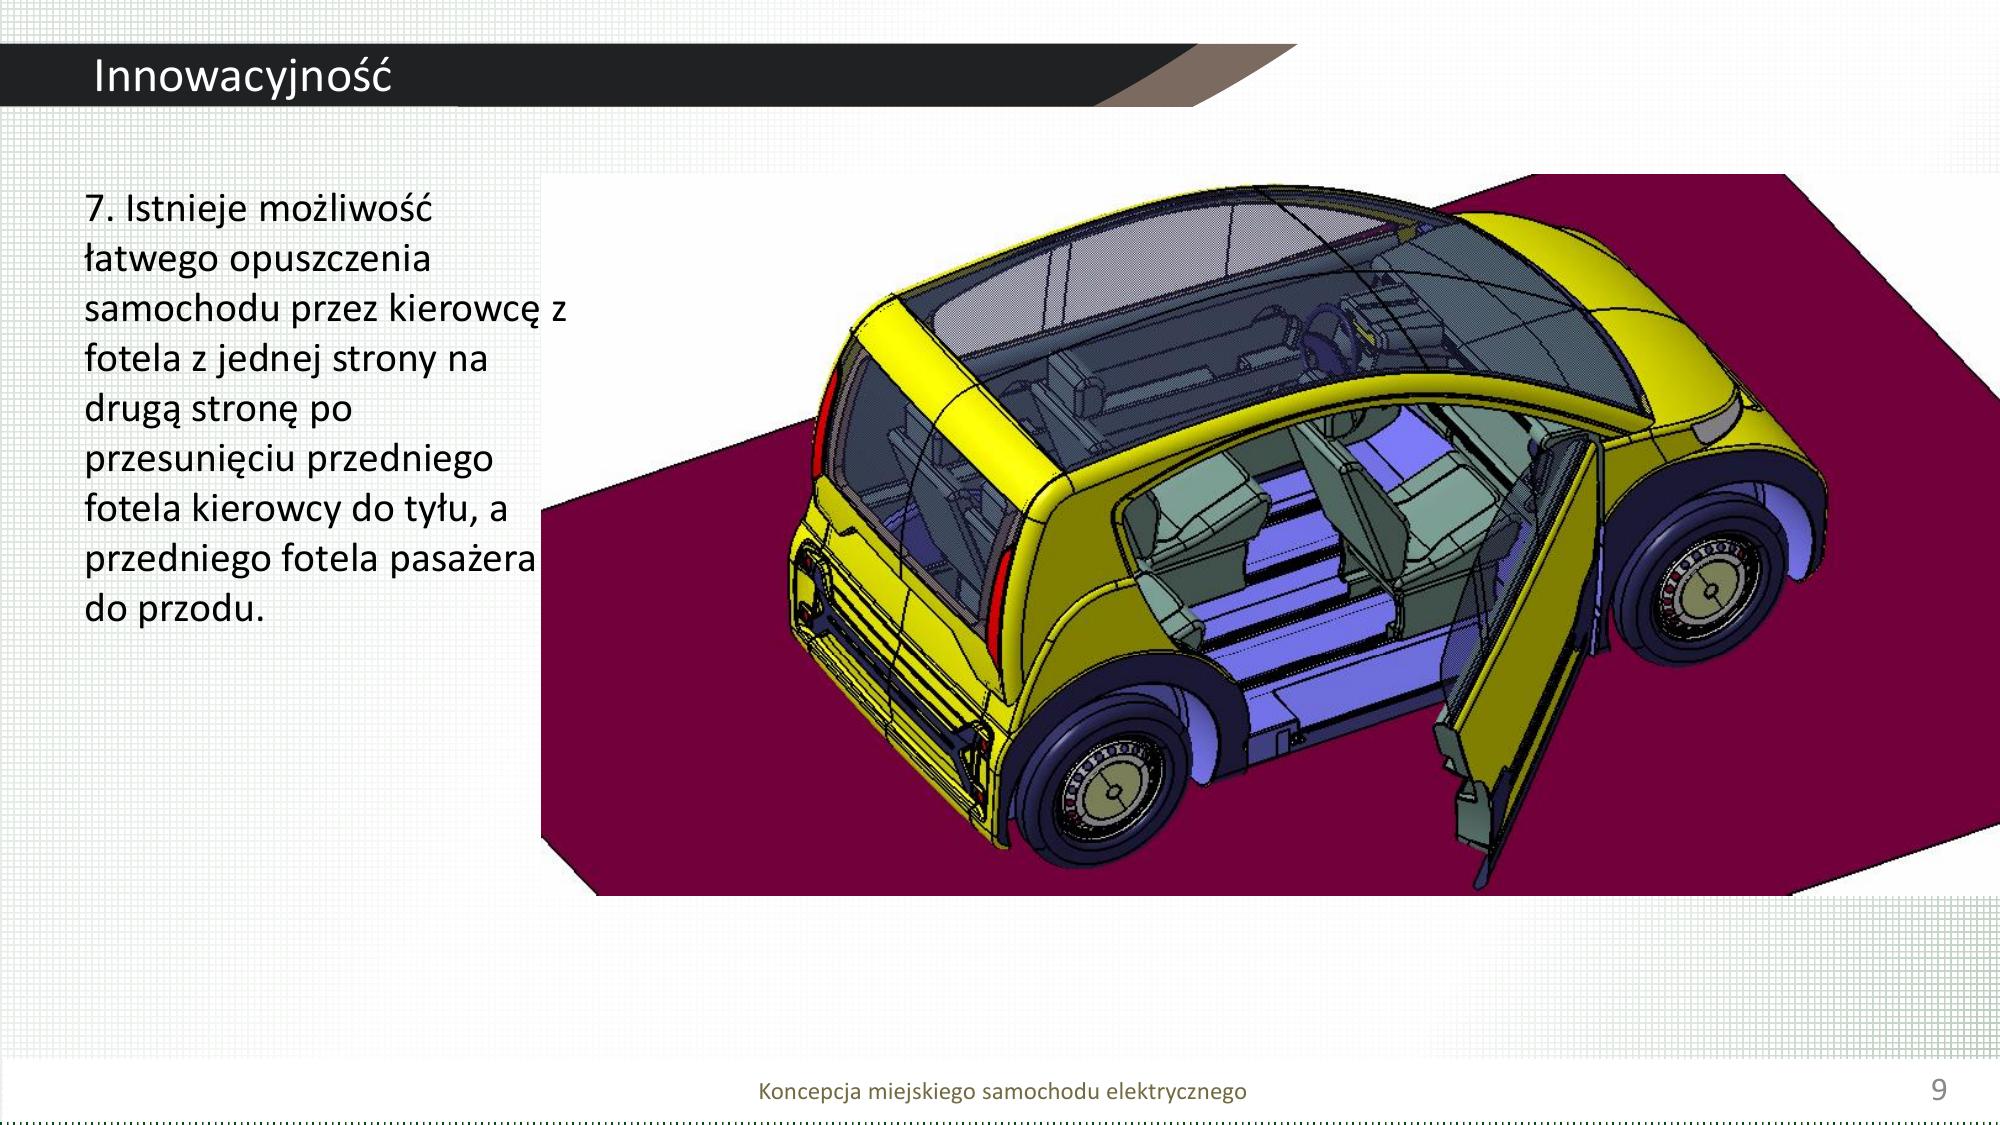 Innowacyjność
7. Istnieje możliwość
łatwego opuszczenia
samochodu przez kierowcę z
fotela z jednej strony na
drugą stronę po
przesunięciu przedniego
fotela kierowcy do tyłu, a
przedniego fotela pasażera
do przodu.
Koncepcja miejskiego samochodu elektrycznego
9